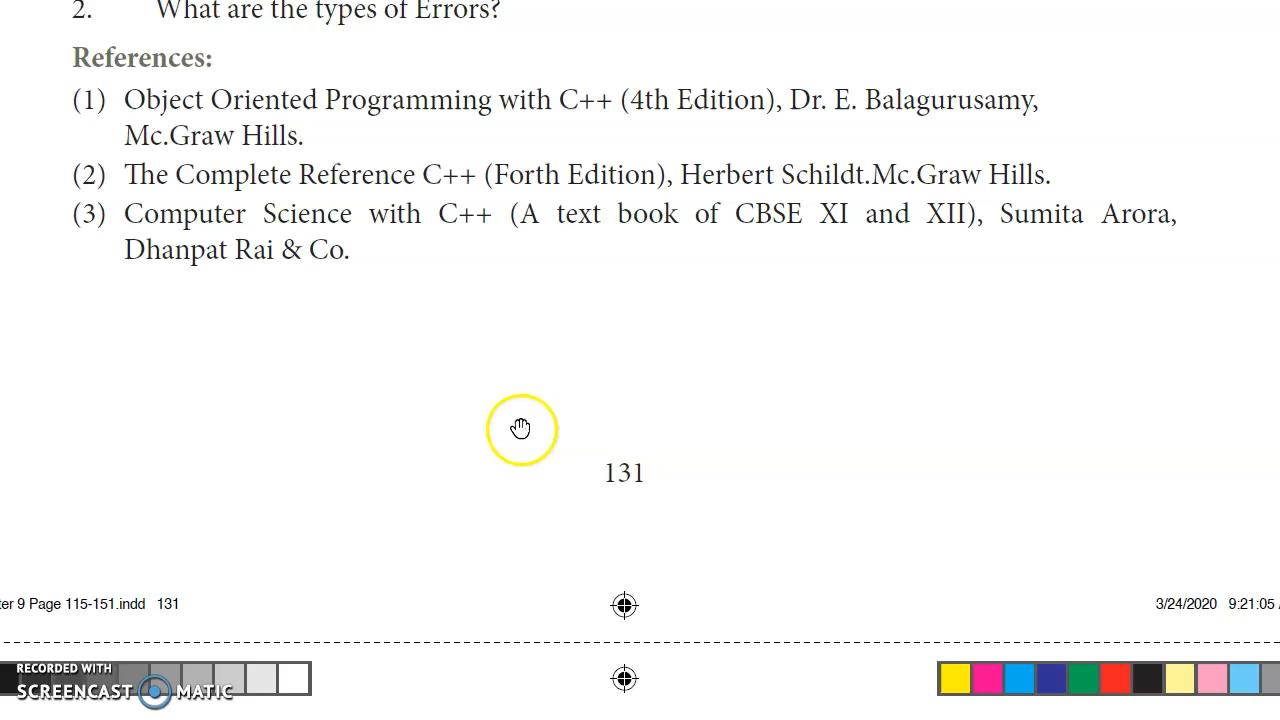 2. What are the types of Errors?
References:
(1) Object Oriented Programming with C++ (4th Edition), Dr. E. Balagurusamy,
Mc.Graw Hills.
(2) The Complete Reference C++ (Forth Edition), Herbert Schildt.Mc.Graw Hills.
(3) Computer Science with C++ (A text book of CBSE XI and XII), Sumita Arora,
Dhanpat Rai & Co.
131
ter 9 Page 115-151.indd 131 3/24/2020 9:21:05
RECORDED WITH
SCREENCAST MATIC